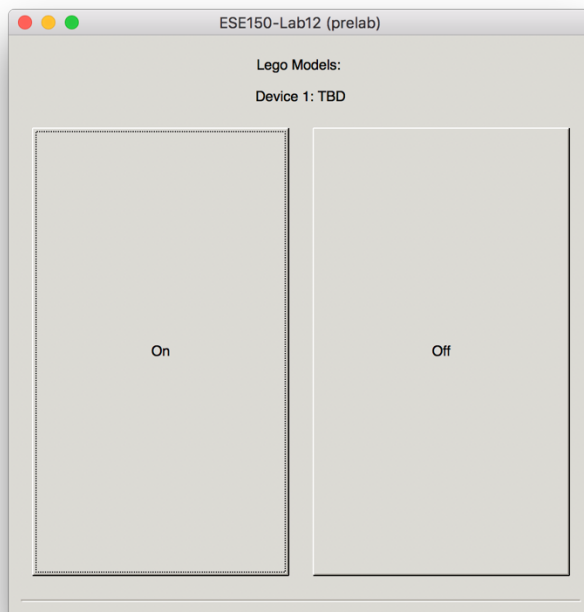 ESE150-Lab12 (prelab)
Lego Models:
Device 1: TBD
On
Off